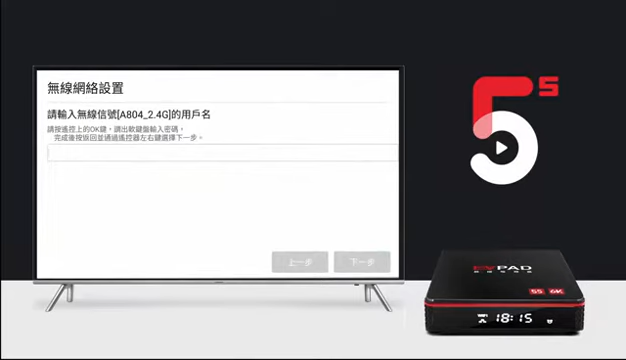 無線網絡設置
請輸入無線信號[A804_2.4G]的用戶名
請按遙控上的OK鍵，調出軟鍵盤輸入密碼，
完成後按返回並通過遙控器左右鍵選擇下一步。
上一步
下一步
5S
PAD
5S 6K
18:15